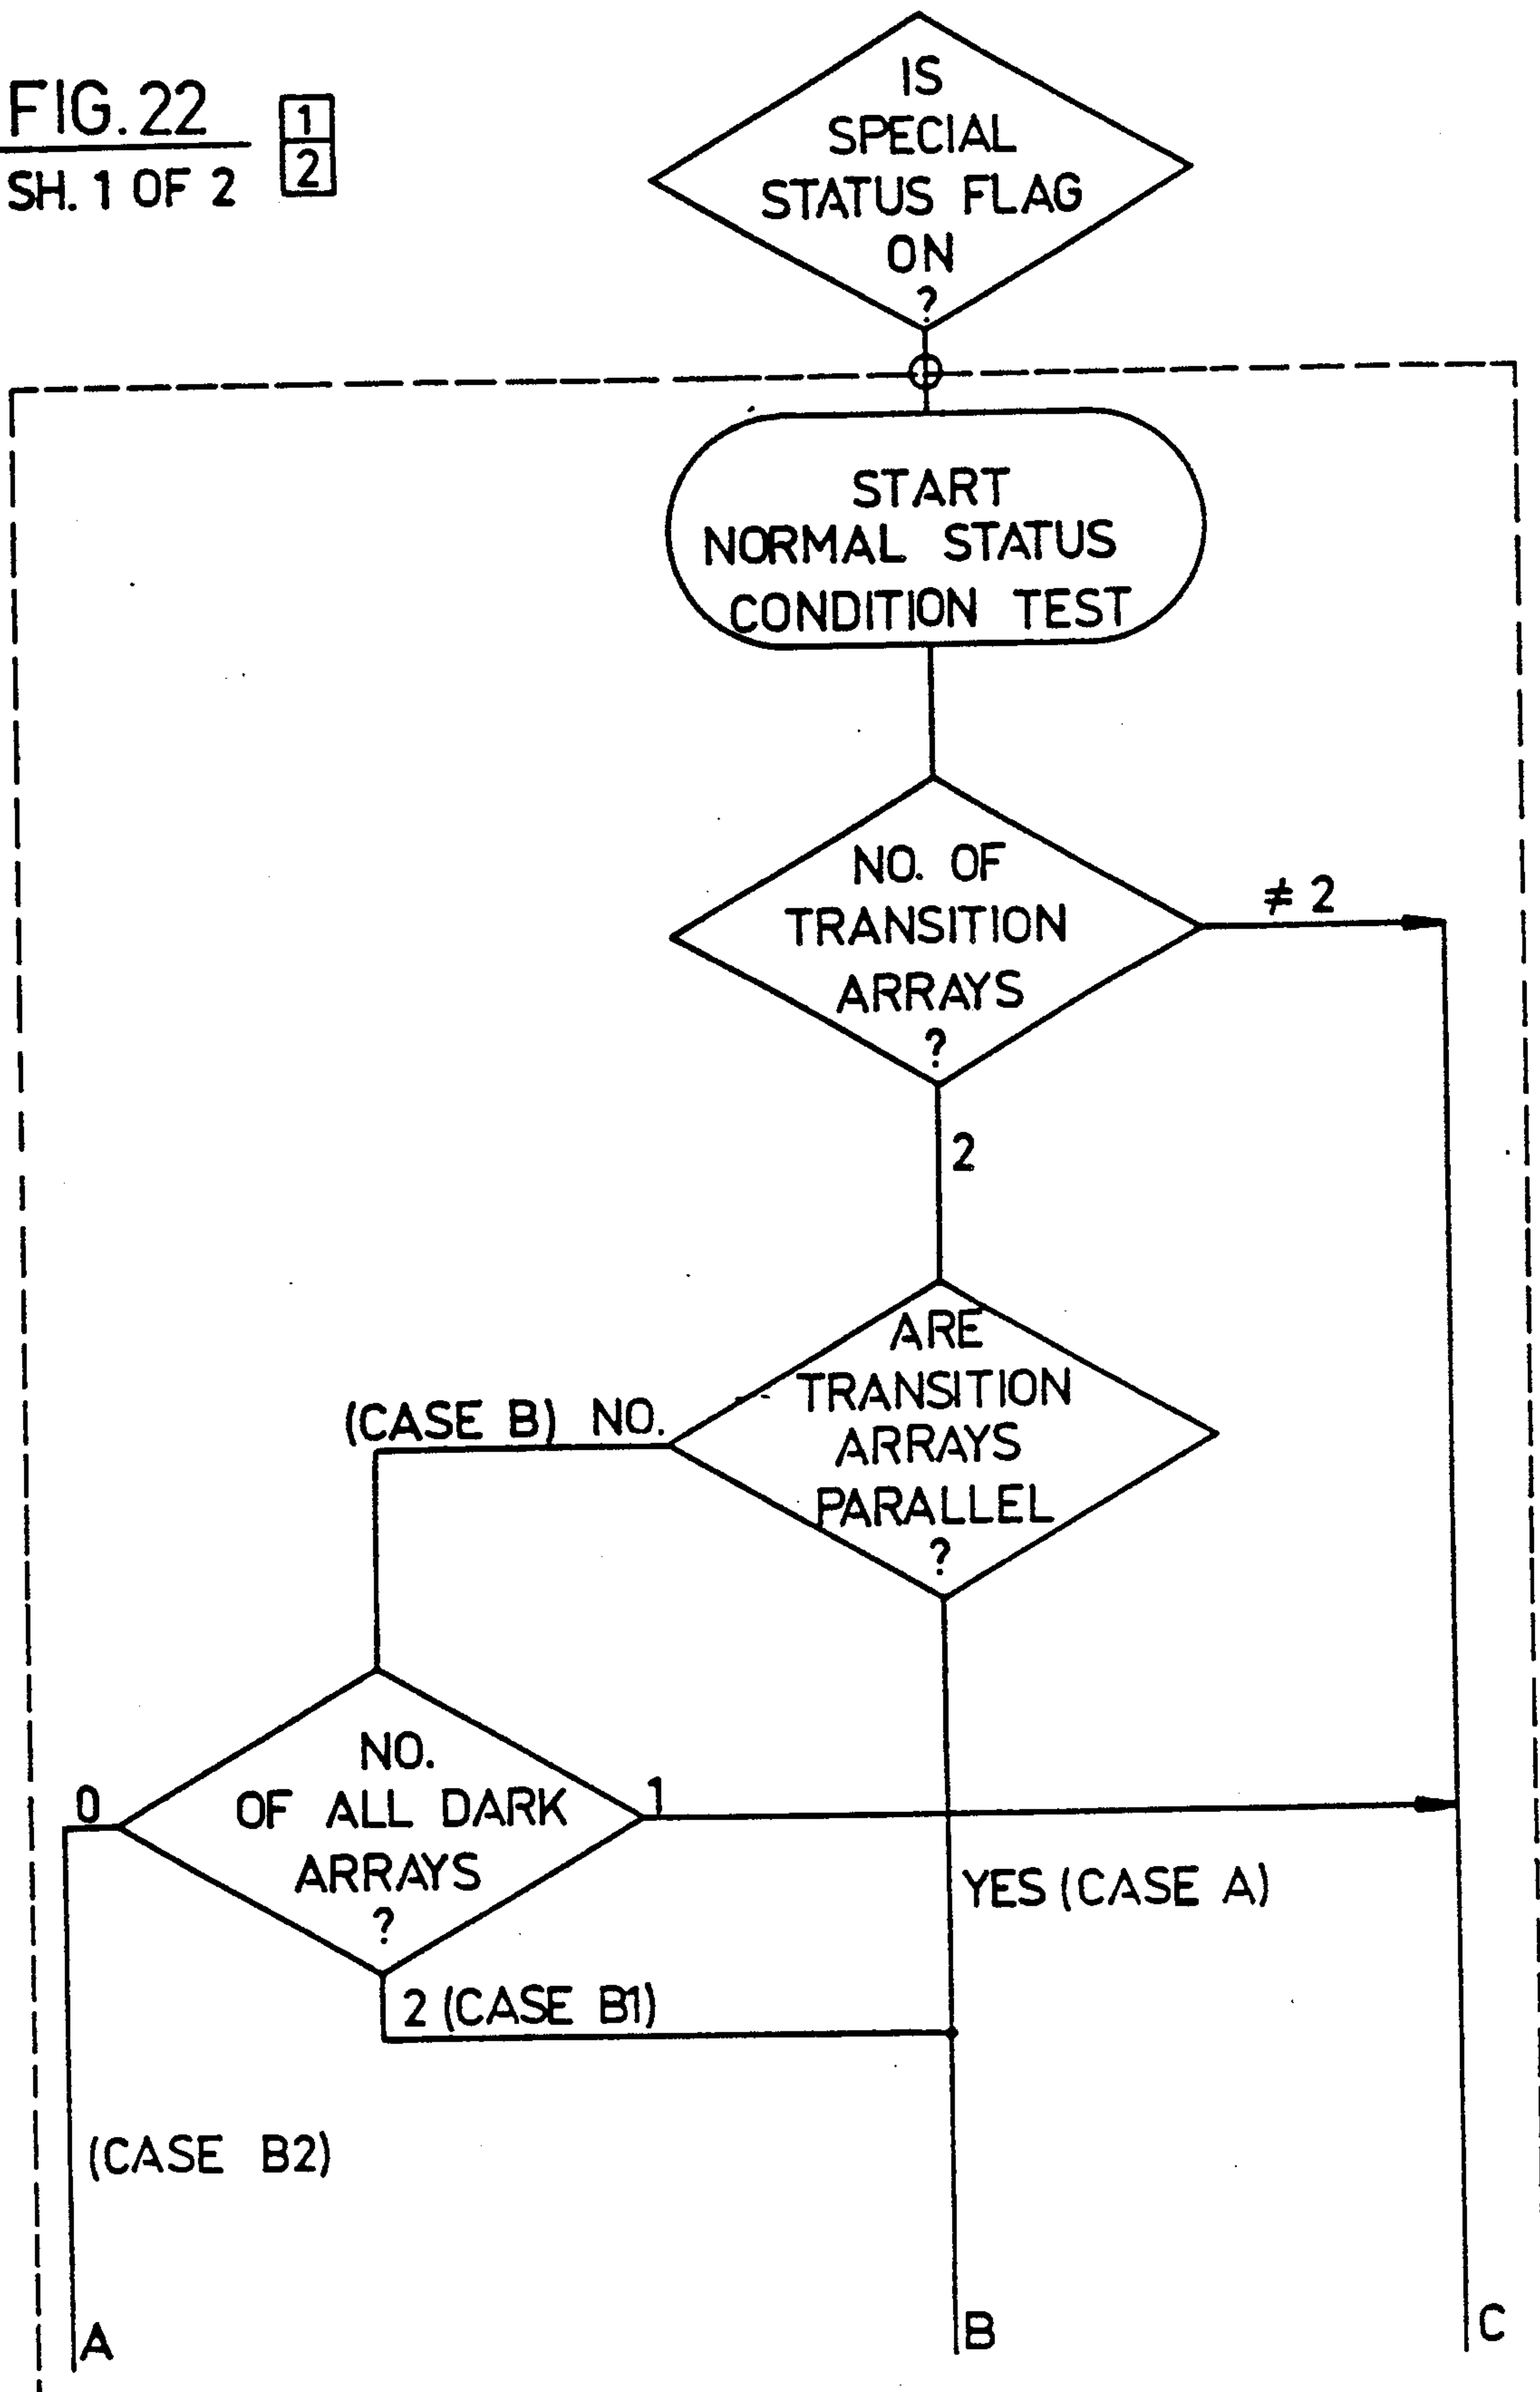 FIG. 22
SH. 1 OF 2
1
2
IS
SPECIAL
STATUS FLAG
ON
?
START
NORMAL STATUS
CONDITION TEST
NO. OF
TRANSITION
ARRAYS
?
≠ 2
2
ARE
TRANSITION
ARRAYS
PARALLEL
?
(CASE B) NO.
NO.
OF ALL DARK
ARRAYS
?
0
1
YES (CASE A)
2 (CASE B1)
(CASE B2)
A
B
C